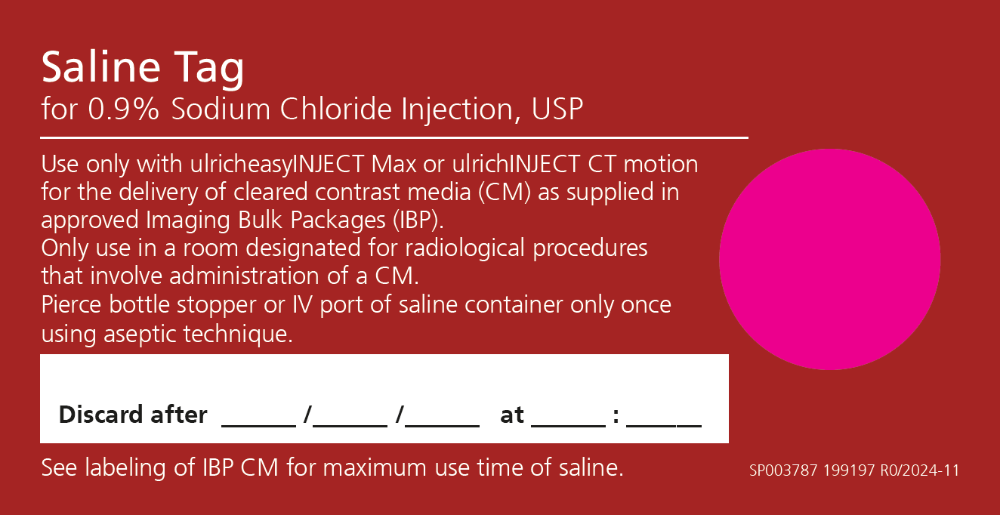 Saline Tag
for 0.9% Sodium Chloride Injection, USP
Use only with ulricheasyINJECT Max or ulrichINJECT CT motion
for the delivery of cleared contrast media (CM) as supplied in
approved Imaging Bulk Packages (IBP).
Only use in a room designated for radiological procedures
that involve administration of a CM.
Pierce bottle stopper or IV port of saline container only once
using aseptic technique.
Discard after ______ /______ /______ at ______ : ______
See labeling of IBP CM for maximum use time of saline.
SP003787 199197 R0/2024-11